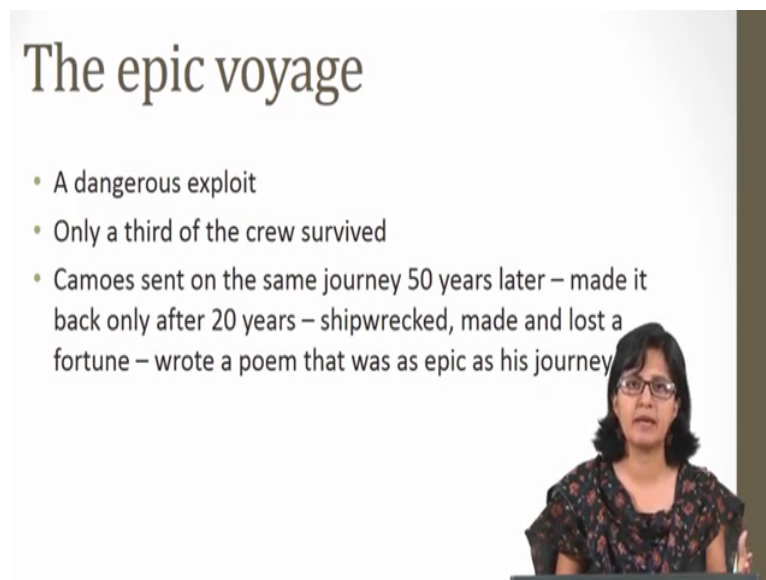 The epic voyage
• A dangerous exploit
• Only a third of the crew survived
• Camoes sent on the same journey 50 years later – made it
back only after 20 years – shipwrecked, made and lost a
fortune – wrote a poem that was as epic as his journey